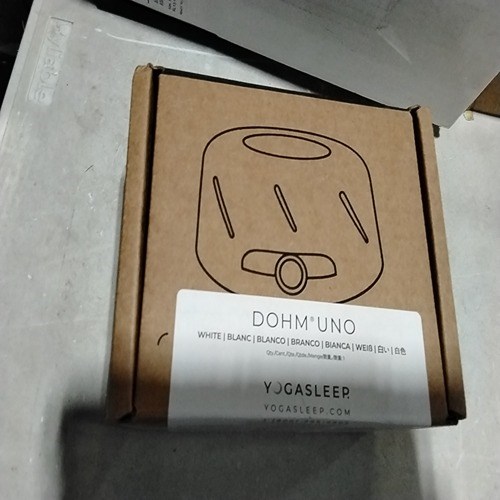 DOHM® UNO
WHITE | BLANC | BLANCO | BRANCO | BIANCA | WEIß | 白い | 白色
YOGASLEEP.
YOGASLEEP.COM